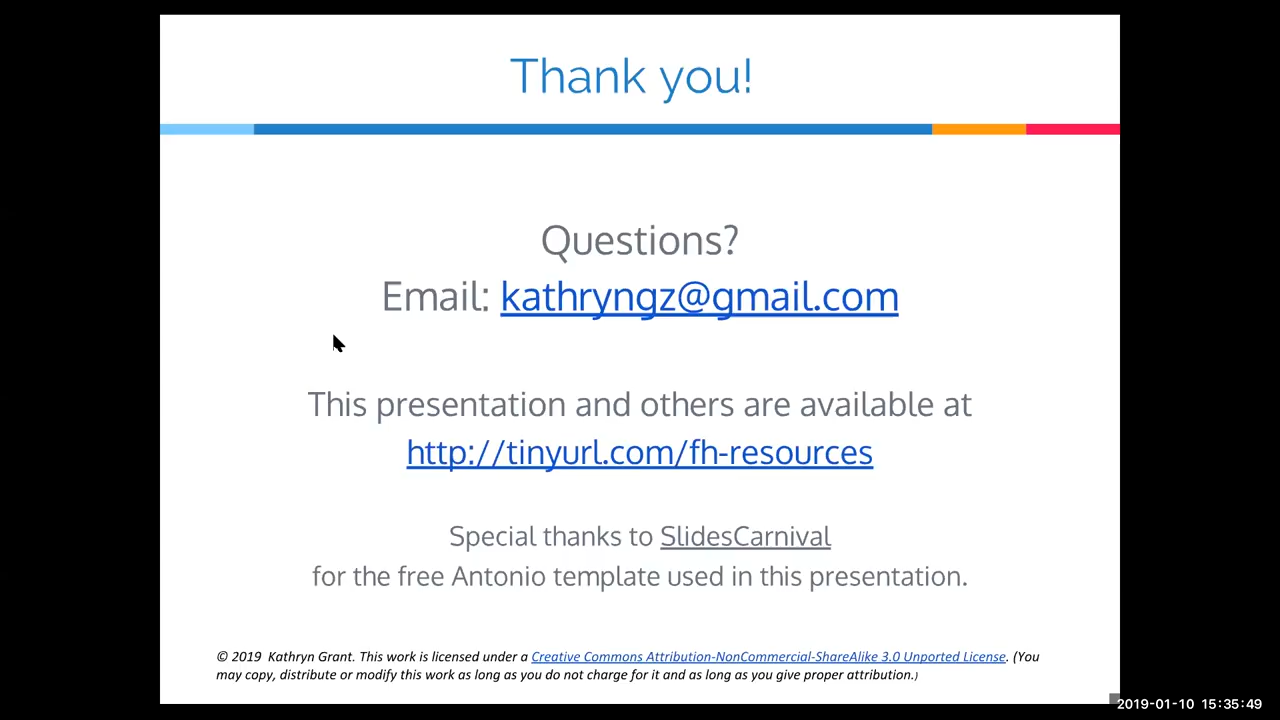 Thank you!
Questions?
Email: kathryngz@gmail.com
This presentation and others are available at
http://tinyurl.com/fh-resources
Special thanks to SlidesCarnival
for the free Antonio template used in this presentation.
© 2019 Kathryn Grant. This work is licensed under a Creative Commons Attribution-NonCommercial-ShareAlike 3.0 Unported License. (You
may copy, distribute or modify this work as long as you do not charge for it and as long as you give proper attribution.)
2019-01-10 15:35:49